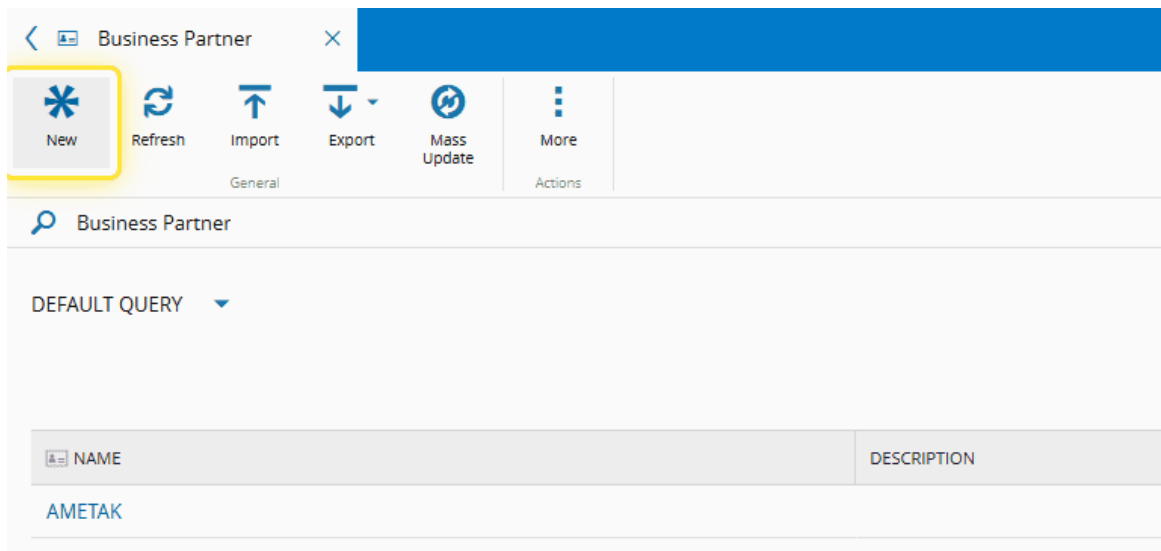 Business Partner
New
Refresh
Import
Export
Mass
Update
More
General
Actions
Business Partner
DEFAULT QUERY
NAME
DESCRIPTION
AMETAK